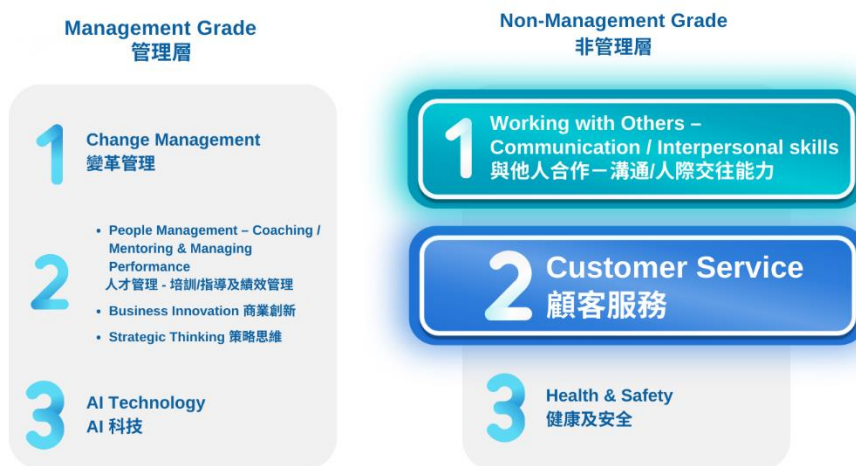 Management Grade
管理層
1
Change Management
變革管理
2
• People Management – Coaching /
Mentoring & Managing
Performance
人才管理 - 培訓/指導及績效管理
• Business Innovation 商業創新
• Strategic Thinking 策略思維
3
AI Technology
AI 科技
Non-Management Grade
非管理層
1
Working with Others –
Communication / Interpersonal skills
與他人合作－溝通/人際交往能力
2
Customer Service
顧客服務
3
Health & Safety
健康及安全